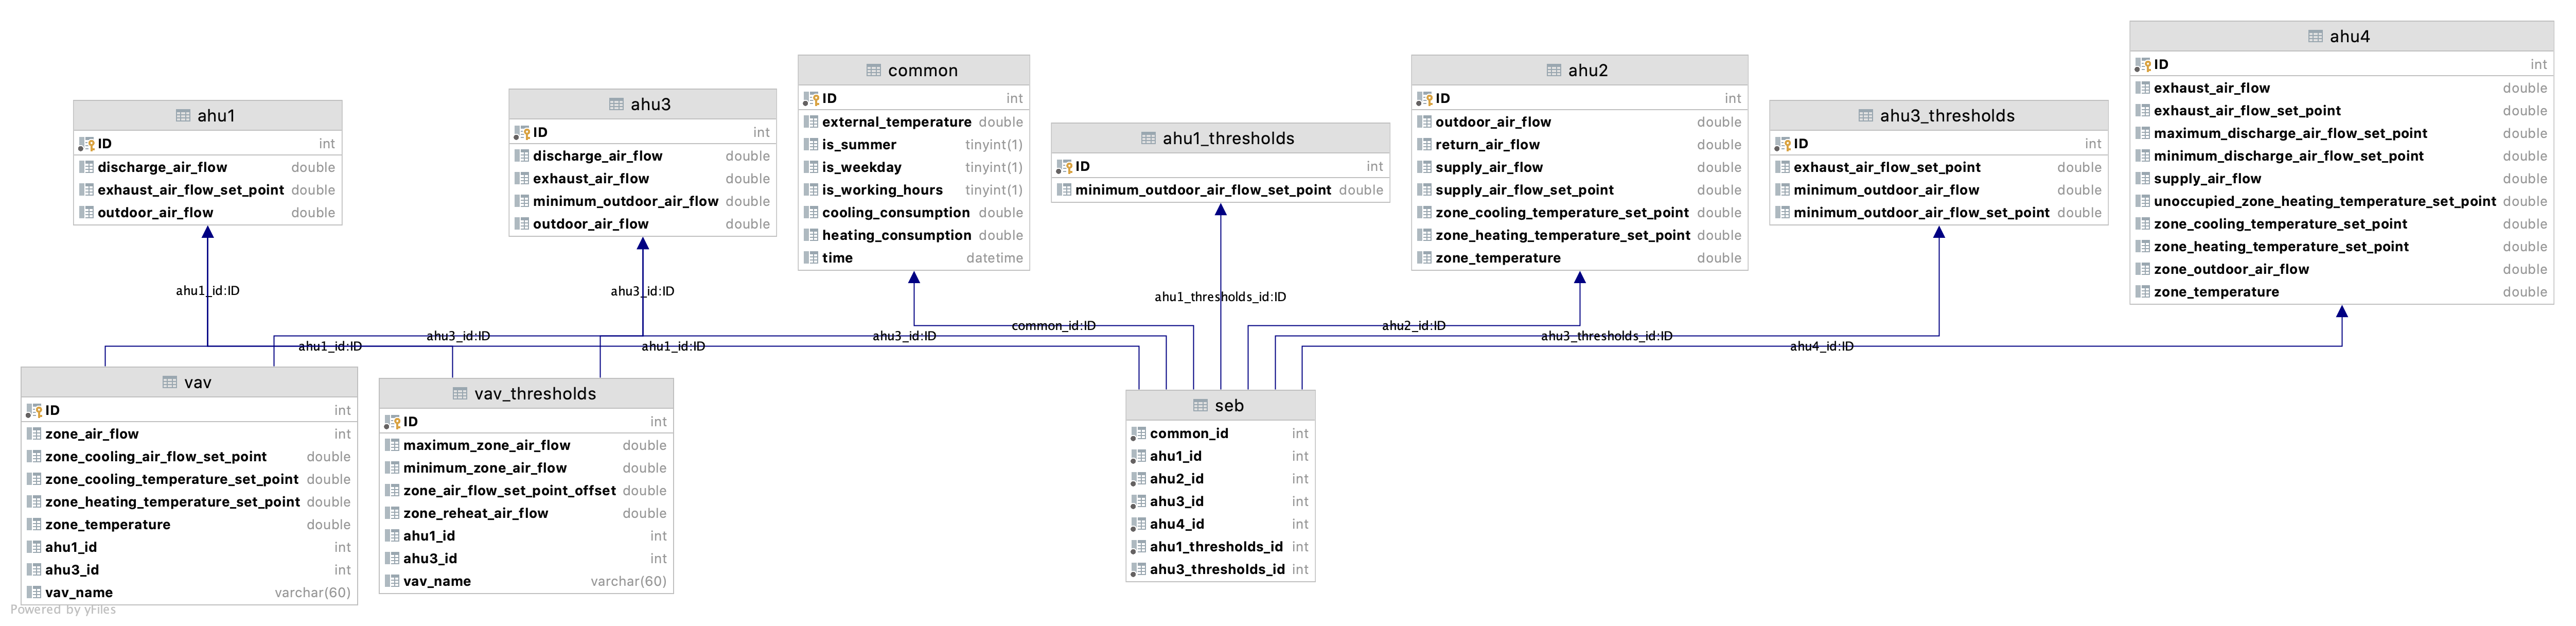 ahu1
ID int
discharge_air_flow double
exhaust_air_flow_set_point double
outdoor_air_flow double
ahu3
ID int
discharge_air_flow double
exhaust_air_flow double
minimum_outdoor_air_flow double
outdoor_air_flow double
common
ID int
external_temperature double
is_summer tinyint(1)
is_weekday tinyint(1)
is_working_hours tinyint(1)
cooling_consumption double
heating_consumption double
time datetime
ahu1_thresholds
ID int
minimum_outdoor_air_flow_set_point double
ahu2
ID int
outdoor_air_flow double
return_air_flow double
supply_air_flow double
supply_air_flow_set_point double
zone_cooling_temperature_set_point double
zone_heating_temperature_set_point double
zone_temperature double
ahu3_thresholds
ID int
exhaust_air_flow_set_point double
minimum_outdoor_air_flow double
minimum_outdoor_air_flow_set_point double
ahu4
ID int
exhaust_air_flow double
exhaust_air_flow_set_point double
maximum_discharge_air_flow_set_point double
minimum_discharge_air_flow_set_point double
supply_air_flow double
unoccupied_zone_heating_temperature_set_point double
zone_cooling_temperature_set_point double
zone_heating_temperature_set_point double
zone_outdoor_air_flow double
zone_temperature double
ahu1_id:ID
ahu3_id:ID
ahu1_thresholds_id:ID
common_id:ID
ahu2_id:ID
ahu3_id:ID
ahu3_id:ID
ahu3_thresholds_id:ID
ahu1_id:ID
ahu1_id:ID
ahu4_id:ID
vav
ID int
zone_air_flow int
zone_cooling_air_flow_set_point double
zone_cooling_temperature_set_point double
zone_heating_temperature_set_point double
zone_temperature double
ahu1_id int
ahu3_id int
vav_name varchar(60)
vav_thresholds
ID int
maximum_zone_air_flow double
minimum_zone_air_flow double
zone_air_flow_set_point_offset double
zone_reheat_air_flow double
ahu1_id int
ahu3_id int
vav_name varchar(60)
seb
common_id int
ahu1_id int
ahu2_id int
ahu3_id int
ahu4_id int
ahu1_thresholds_id int
ahu3_thresholds_id int
Powered by yFiles